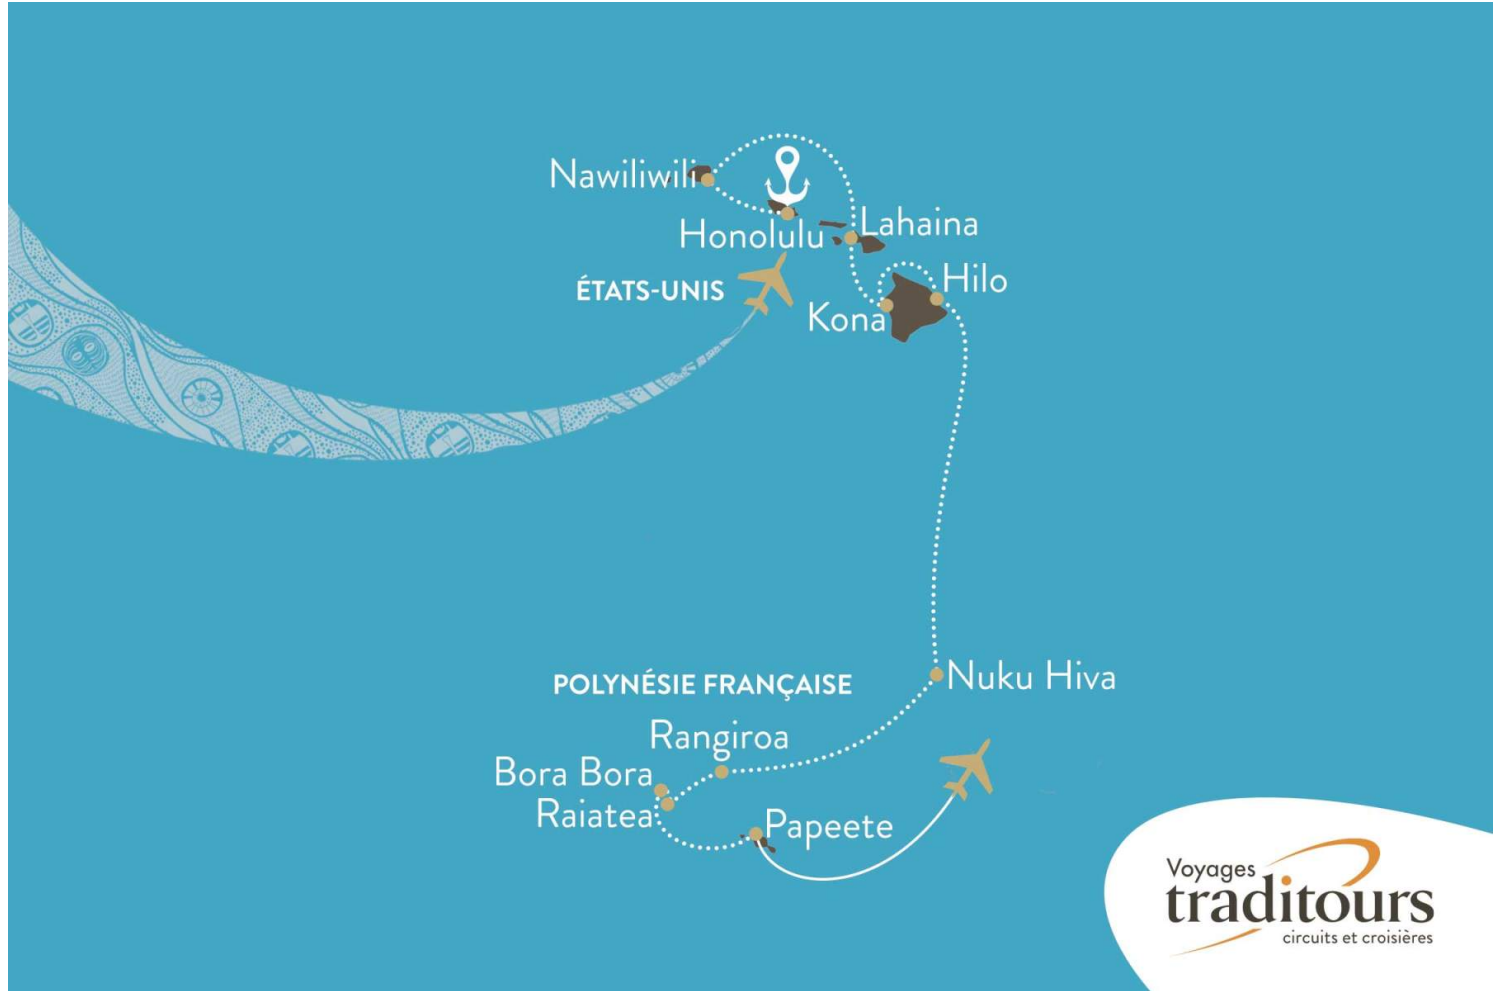 Nawiliwili
Honolulu
Lahaina
ÉTATS-UNIS
Hilo
Kona
Nuku Hiva
POLYNÉSIE FRANÇAISE
Rangiroa
Bora Bora
Raiatea
Papeete
Voyages
traditours
circuits et croisières